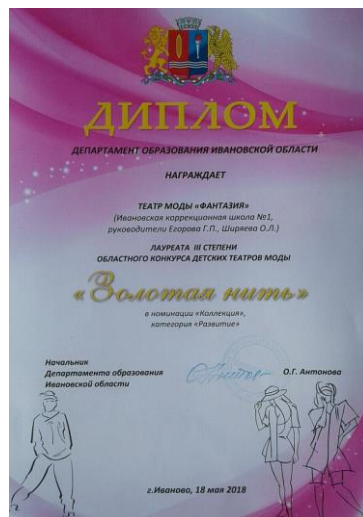 ДИПЛОМ
ДЕПАРТАМЕНТ ОБРАЗОВАНИЯ ИВАНОВСКОЙ ОБЛАСТИ
НАГРАЖДАЕТ
ТЕАТР МОДЫ «ФАНТАЗИЯ»
(Ивановская коррекционная школа №1,
руководители Егорова Г.П., Ширяева О.Л.)
ЛАУРЕАТА III СТЕПЕНИ
ОБЛАСТНОГО КОНКУРСА ДЕТСКИХ ТЕАТРОВ МОДЫ
«Золотая нить»
в номинации «Коллекция»,
категория «Развитие»
Начальник
Департамента образования
Ивановской области
О.Г. Антонова
г.Иваново, 18 мая 2018